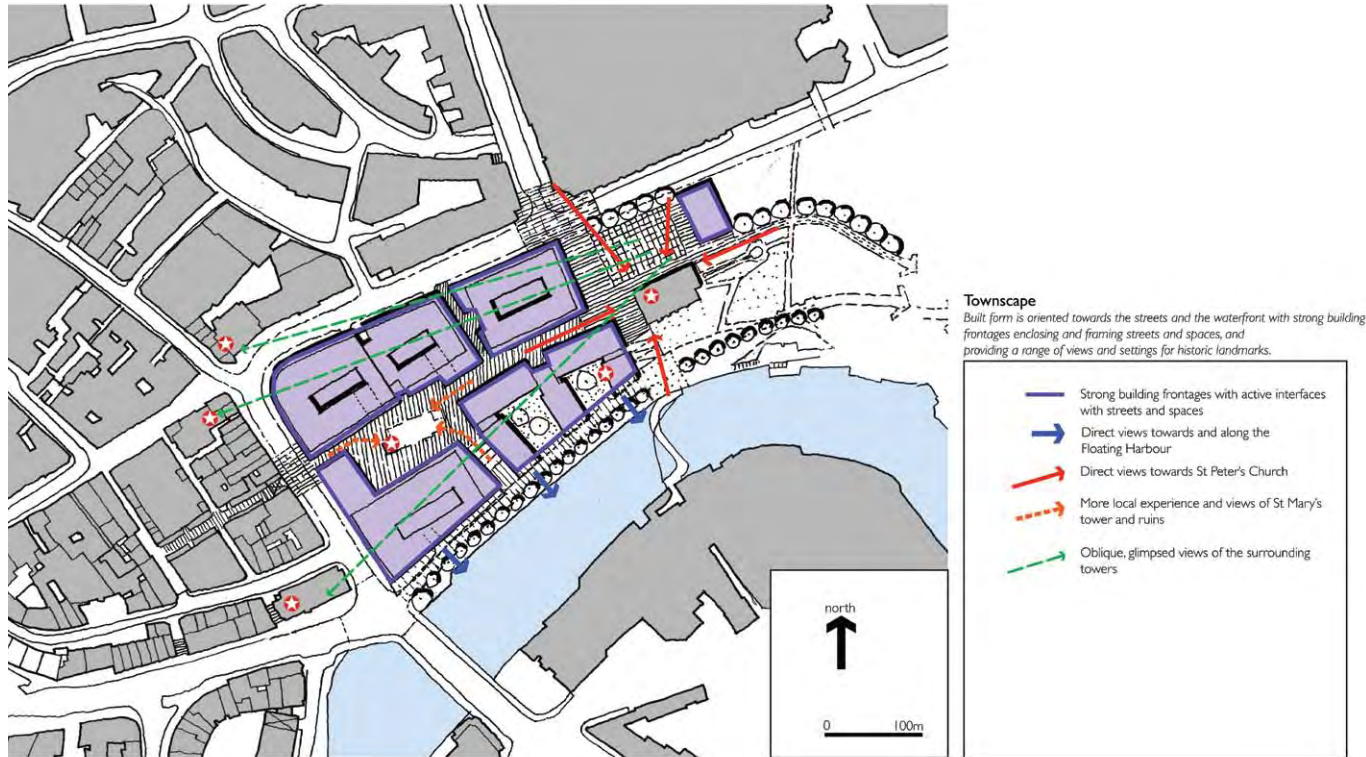 Townscape
Built form is oriented towards the streets and the waterfront with strong building
frontages enclosing and framing streets and spaces, and
providing a range of views and settings for historic landmarks.
Strong building frontages with active interfaces
with streets and spaces
Direct views towards and along the
Floating Harbour
Direct views towards St Peter's Church
More local experience and views of St Mary's
tower and ruins
Oblique, glimpsed views of the surrounding
towers
north
0 100m